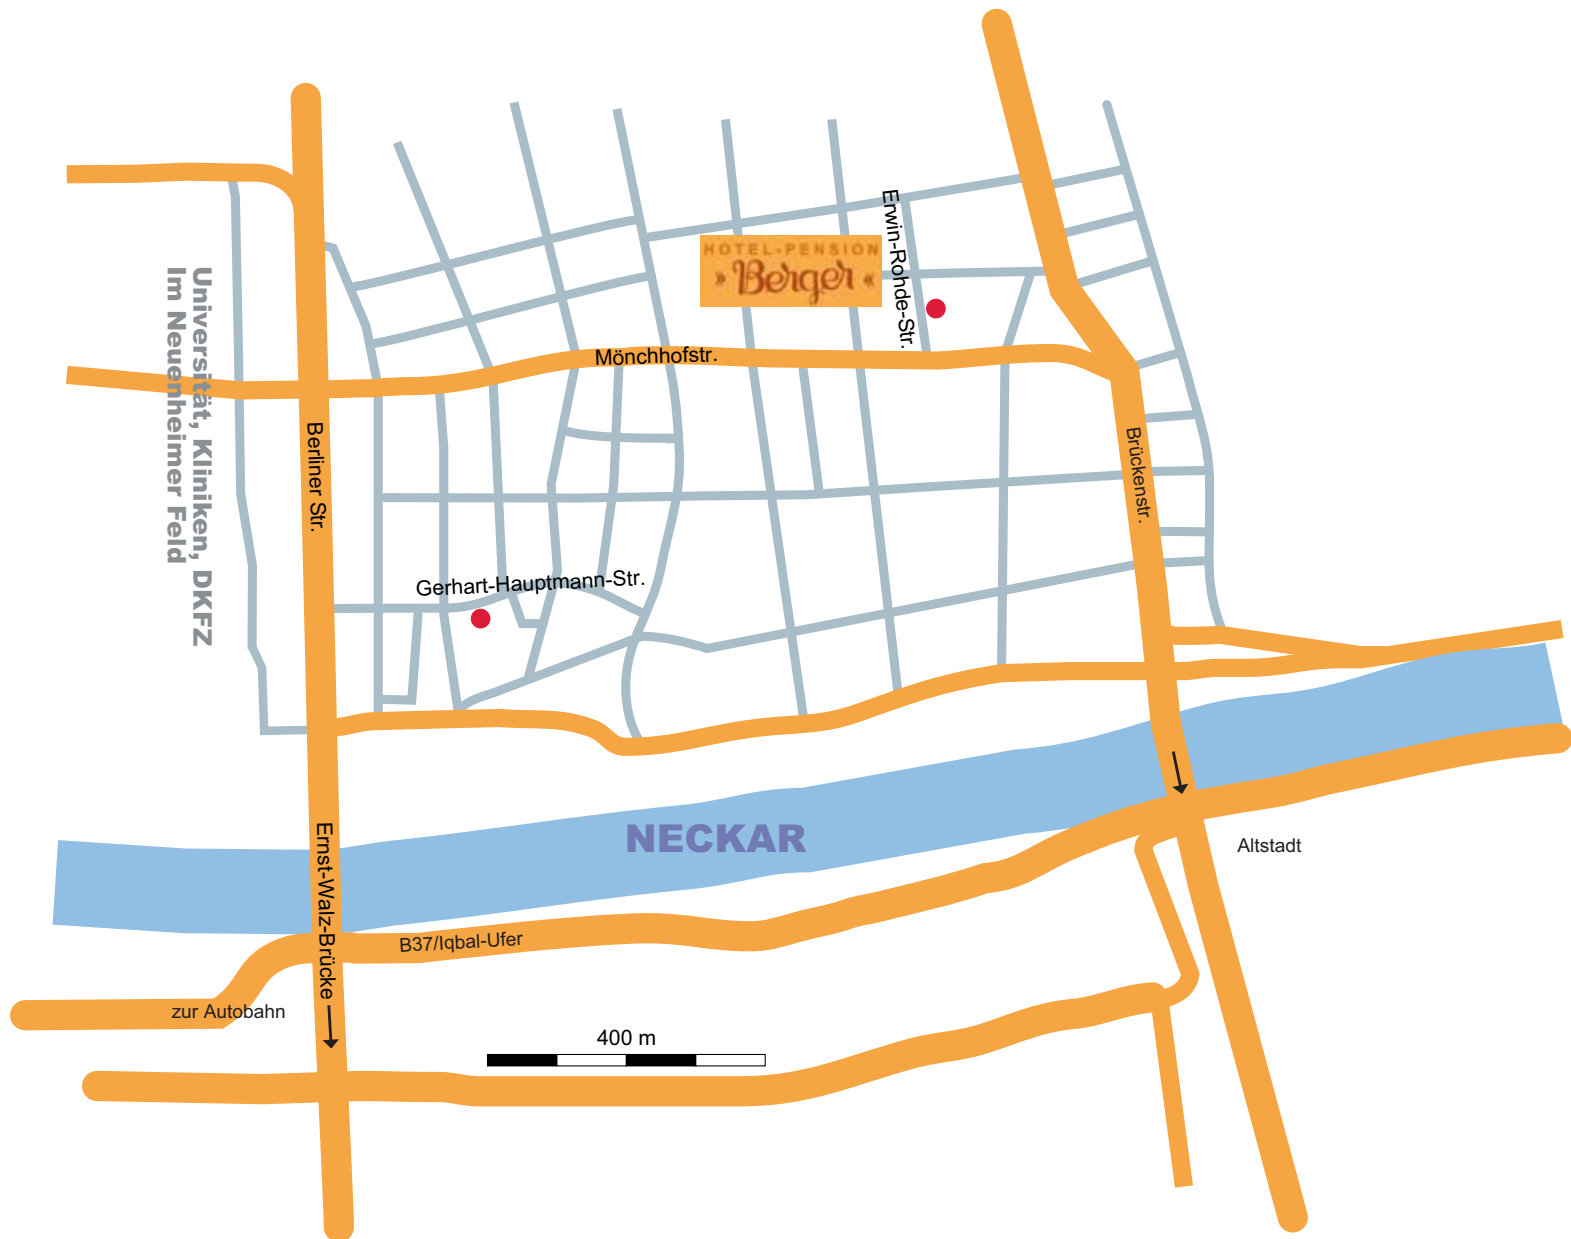 Erwin-Rohde-Str.
HOTEL-PENSION
» Berger «
Universität, Kliniken, DKFZ
Im Neuenheimer Feld
Mönchhofstr.
Berliner Str.
Brückenstr.
Gerhart-Hauptmann-Str.
NECKAR
Altstadt
Ernst-Walz-Brücke
B37/Iqbal-Ufer
zur Autobahn
400 m